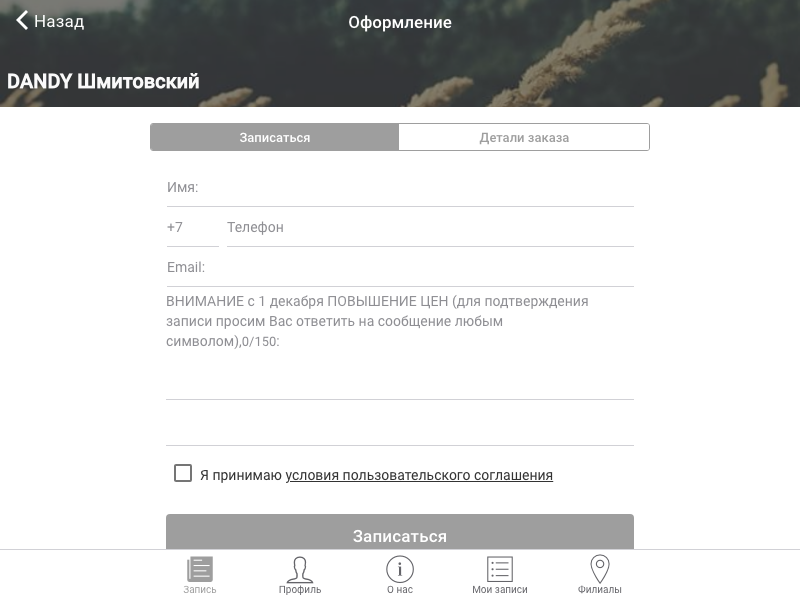 Назад
Оформление
DANDY Шмитовский
Записаться
Детали заказа
Имя:
+7
Телефон
Email:
ВНИМАНИЕ с 1 декабря ПОВЫШЕНИЕ ЦЕН (для подтверждения
записи просим Вас ответить на сообщение любым
символом),0/150:
Я принимаю условия пользовательского соглашения
Записаться
Запись
Профиль
О нас
Мои записи
Филиалы